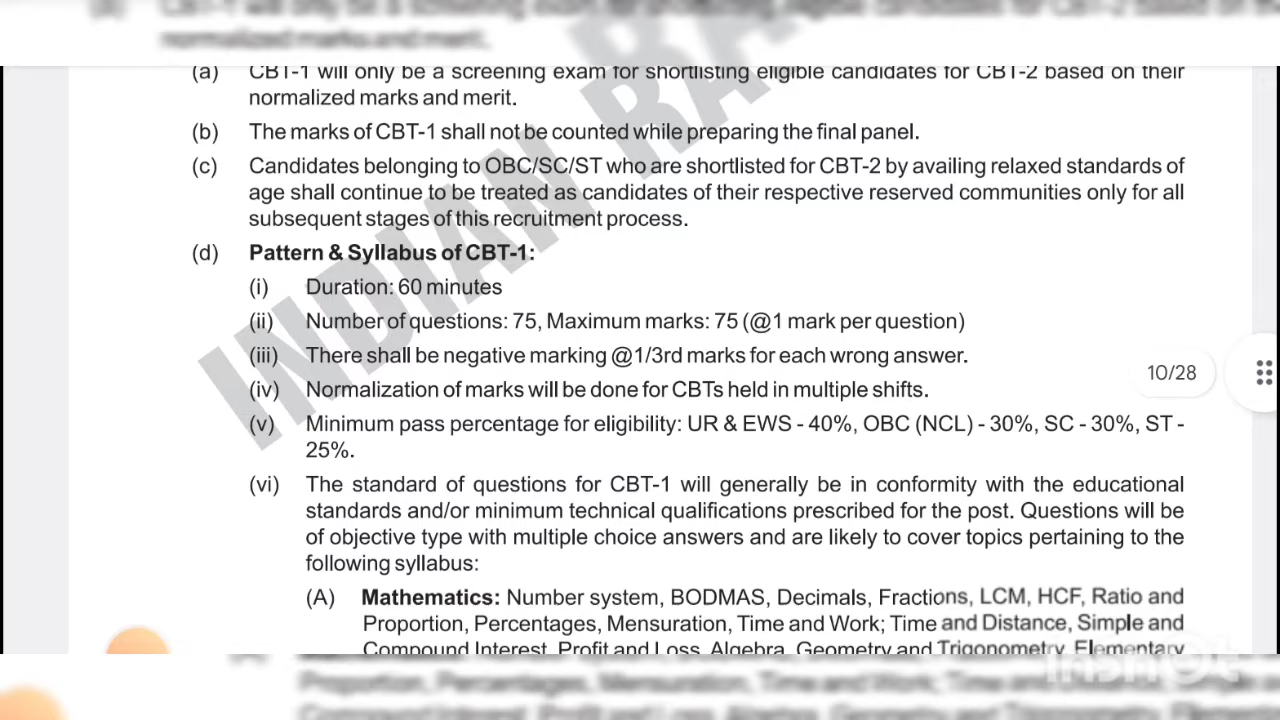 normalized marks and merit.
(a) CBT-1 will only be a screening exam for shortlisting eligible candidates for CBT-2 based on their
normalized marks and merit.
(b) The marks of CBT-1 shall not be counted while preparing the final panel.
(c) Candidates belonging to OBC/SC/ST who are shortlisted for CBT-2 by availing relaxed standards of
age shall continue to be treated as candidates of their respective reserved communities only for all
subsequent stages of this recruitment process.
(d) Pattern & Syllabus of CBT-1:
(i) Duration: 60 minutes
(ii) Number of questions: 75, Maximum marks: 75 (@1 mark per question)
(iii) There shall be negative marking @1/3rd marks for each wrong answer.
10/28
(iv) Normalization of marks will be done for CBTs held in multiple shifts.
(v) Minimum pass percentage for eligibility: UR & EWS - 40%, OBC (NCL) - 30%, SC - 30%, ST -
25%.
(vi) The standard of questions for CBT-1 will generally be in conformity with the educational
standards and/or minimum technical qualifications prescribed for the post. Questions will be
of objective type with multiple choice answers and are likely to cover topics pertaining to the
following syllabus:
(A) Mathematics: Number system, BODMAS, Decimals, Fractions, LCM, HCF, Ratio and
Proportion, Percentages, Mensuration, Time and Work; Time and Distance, Simple and
Compound Interest, Profit and Loss, Algebra, Geometry and Trigonometry, Elementary
INDIAN RA
inshot